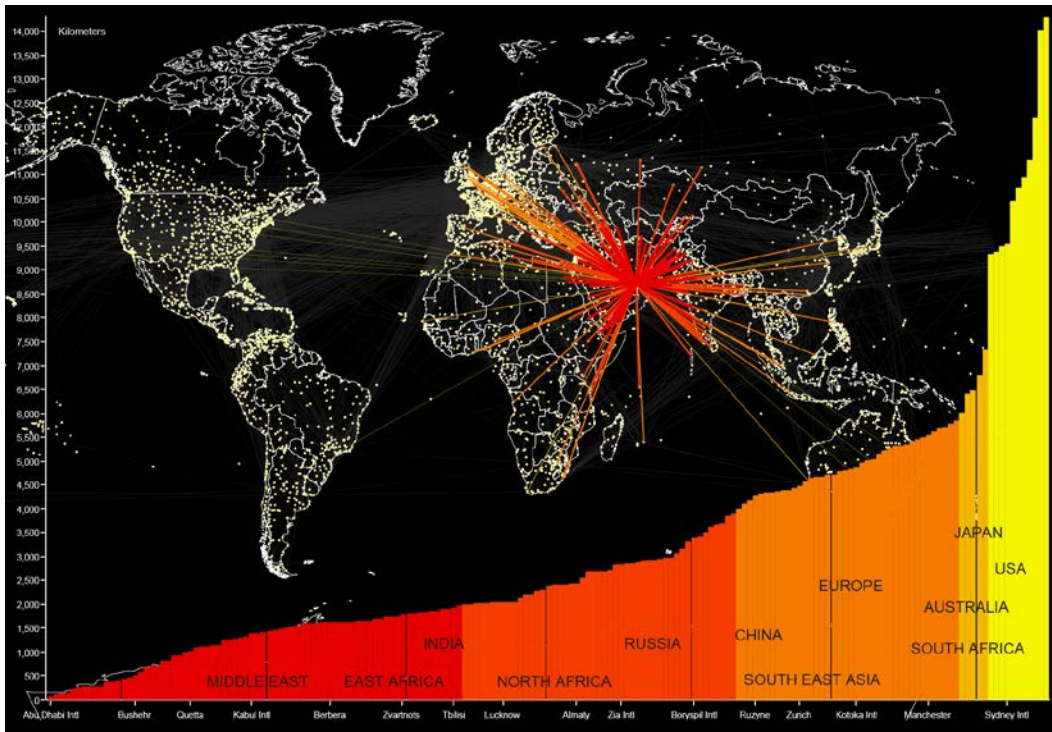 14,000
Kilometers
13,500
13,000
12,500
12,000
11,500
11,000
10,500
10,000
9,500
9,000
8,500
8,000
7,500
7,000
6,500
6,000
5,500
5,000
4,500
4,000
3,500
3,000
2,500
2,000
1,500
1,000
500
0
JAPAN
USA
EUROPE
AUSTRALIA
CHINA
INDIA
RUSSIA
SOUTH AFRICA
MIDDLE EAST
EAST AFRICA
NORTH AFRICA
SOUTH EAST ASIA
Abu Dhabi Intl Bushehr Quetta Kabul Intl Berbera Zvartnots Tbilisi Lucknow Almaty Zia Intl Boryspil Intl Ruzyne Zurich Kotoka Intl Manchester Sydney Intl